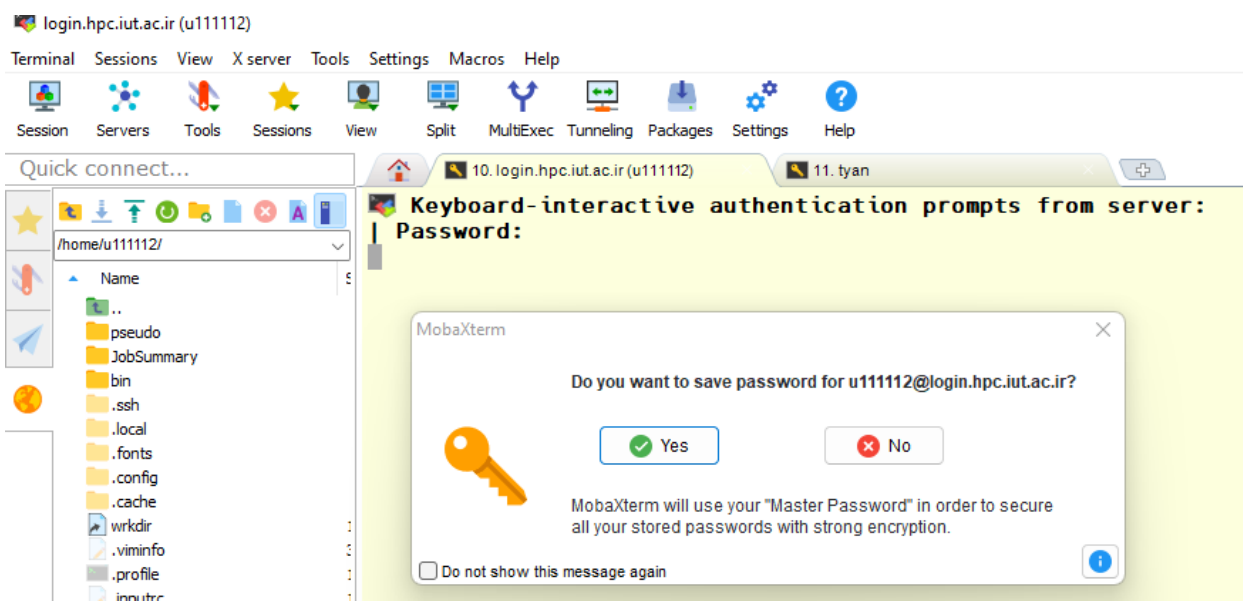 login.hpc.iut.ac.ir (u111112)
Terminal Sessions View X server Tools Settings Macros Help
Session Servers Tools Sessions View Split MultiExec Tunneling Packages Settings Help
Quick connect...
10. login.hpc.iut.ac.ir (u111112)
11. tyan
/home/u111112/
Name
..
pseudo
JobSummary
bin
.ssh
.local
.fonts
.config
.cache
wrkdir
.viminfo
.profile
.inputrc
Keyboard-interactive authentication prompts from server:
| Password:
MobaXterm
Do you want to save password for u111112@login.hpc.iut.ac.ir?
Yes
No
MobaXterm will use your "Master Password" in order to secure
all your stored passwords with strong encryption.
Do not show this message again